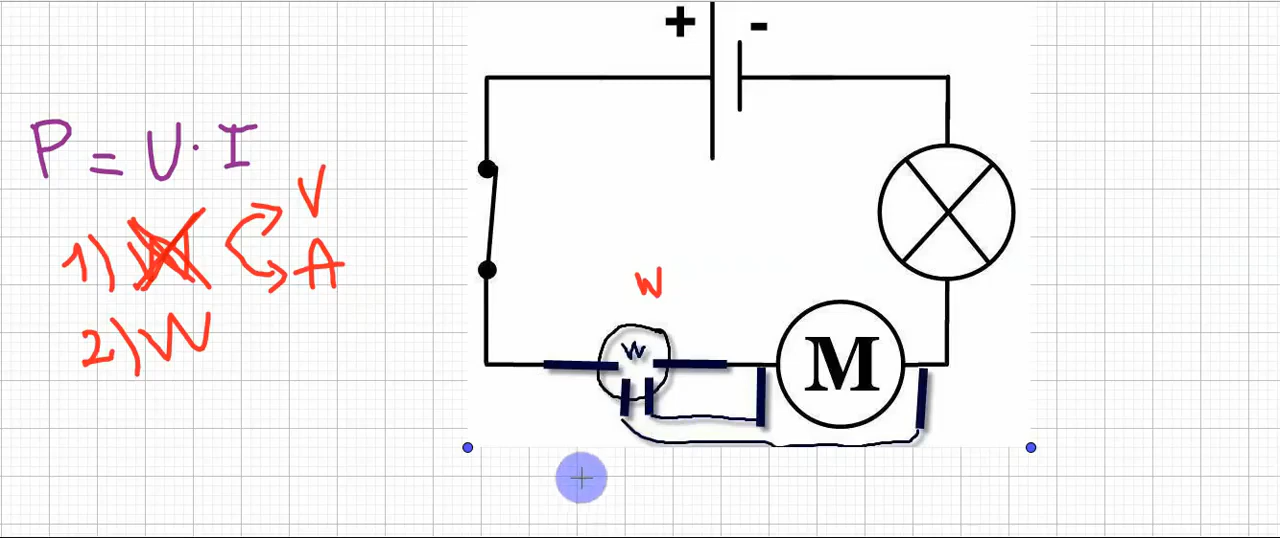 + -
P = U · I
V
1) W
A
2) W
W
W
M